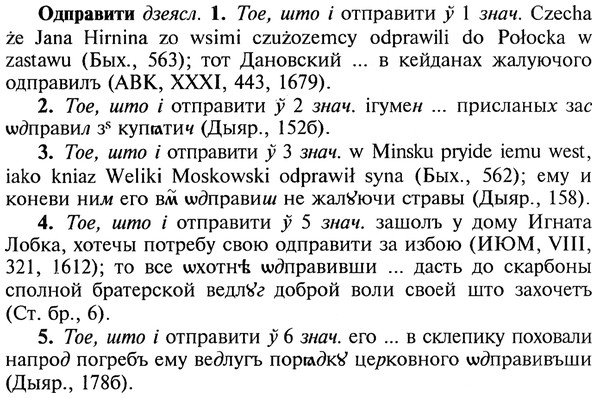 Одправити дзеясл. 1. Тое, што і отправити ў 1 знач. Czecha
że Jana Hirnina zo wsimi czużozemcy odprawili do Połocka w
zastawu (Бых., 563); тот Дановский ... в кейданах жалуючого
одправилъ (АВК, XXXI, 443, 1679).
2. Тое, што і отправити ў 2 знач. ігумен ... присланых зас
ѡдправил зѕ купꙗтич (Дыяр., 152б).
3. Тое, што і отправити ў 3 знач. w Minsku pryide iemu west,
iako kniaz Weliki Moskowski odprawił syna (Бых., 562); ему и
коневи ним его вм̃ ѡдправиш не жалꙋючи стравы (Дыяр., 158).
4. Тое, што і отправити ў 5 знач. зашолъ у дому Игната
Лобка, хотечы потребу свою одправити за избою (ИЮМ, VIII,
321, 1612); то все ѡхотнѣ ѡдправивши ... дасть до скарбоны
сполной братерской ведлꙋг доброй воли своей што захочетъ
(Ст. бр., 6).
5. Тое, што і отправити ў 6 знач. его ... в склепику поховали
напрод погребъ ему ведлугъ порꙗдкꙋ церковного ѡдправивъши
(Дыяр., 178б).